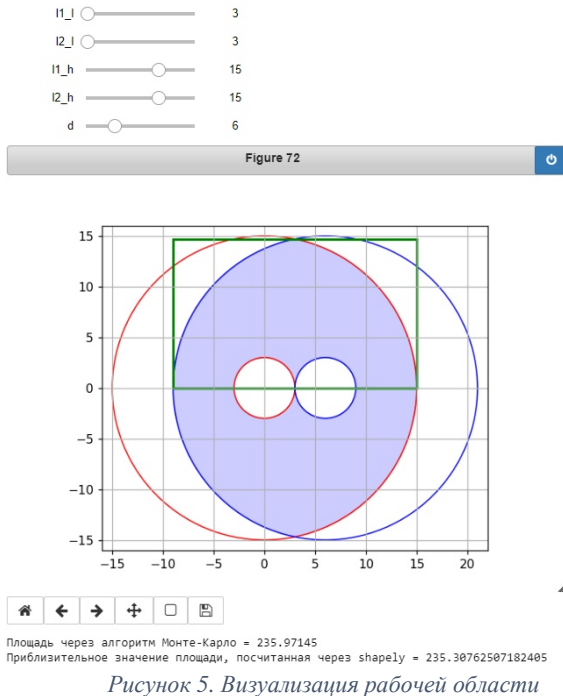 l1_l 3
l2_l 3
l1_h 15
l2_h 15
d 6
Figure 72
15
10
5
0
−5
−10
−15
−15 −10 −5 0 5 10 15 20
Площадь через алгоритм Монте-Карло = 235.97145
Приблизительное значение площади, посчитанная через shapely = 235.30762507182405
Рисунок 5. Визуализация рабочей области